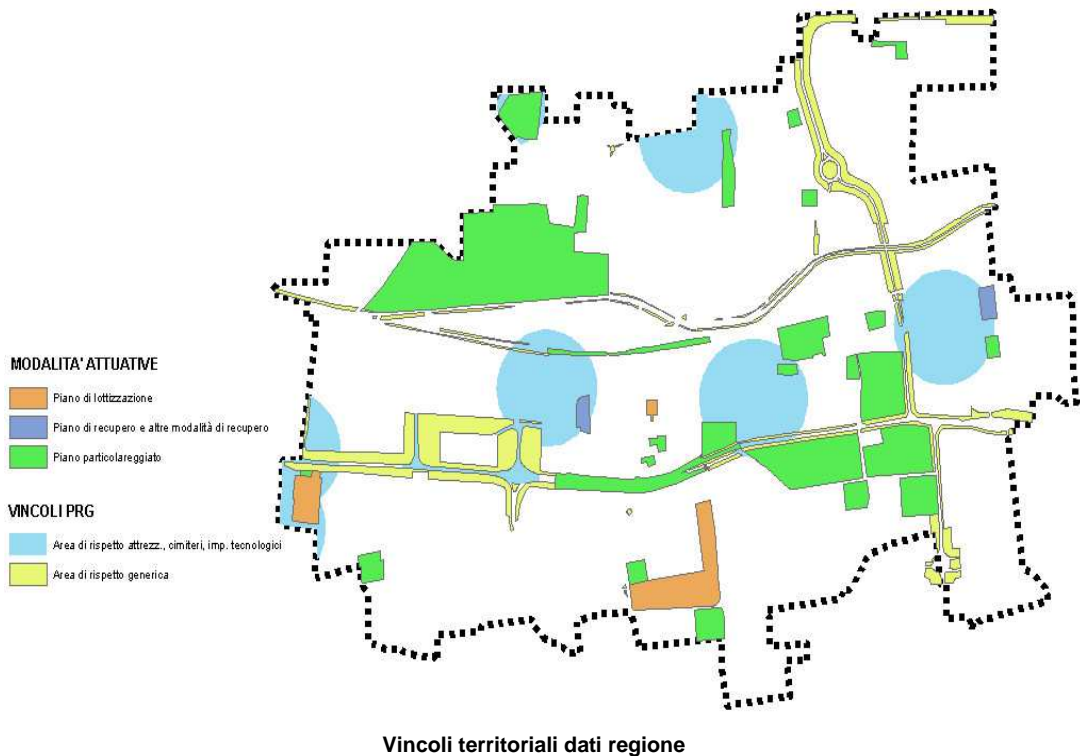 MODALITA' ATTUATIVE
Piano di lottizzazione
Piano di recupero e altre modalità di recupero
Piano particolareggiato
VINCOLI PRG
Area di rispetto attrezz., cimiteri, imp. tecnologici
Area di rispetto generica
Vincoli territoriali dati regione